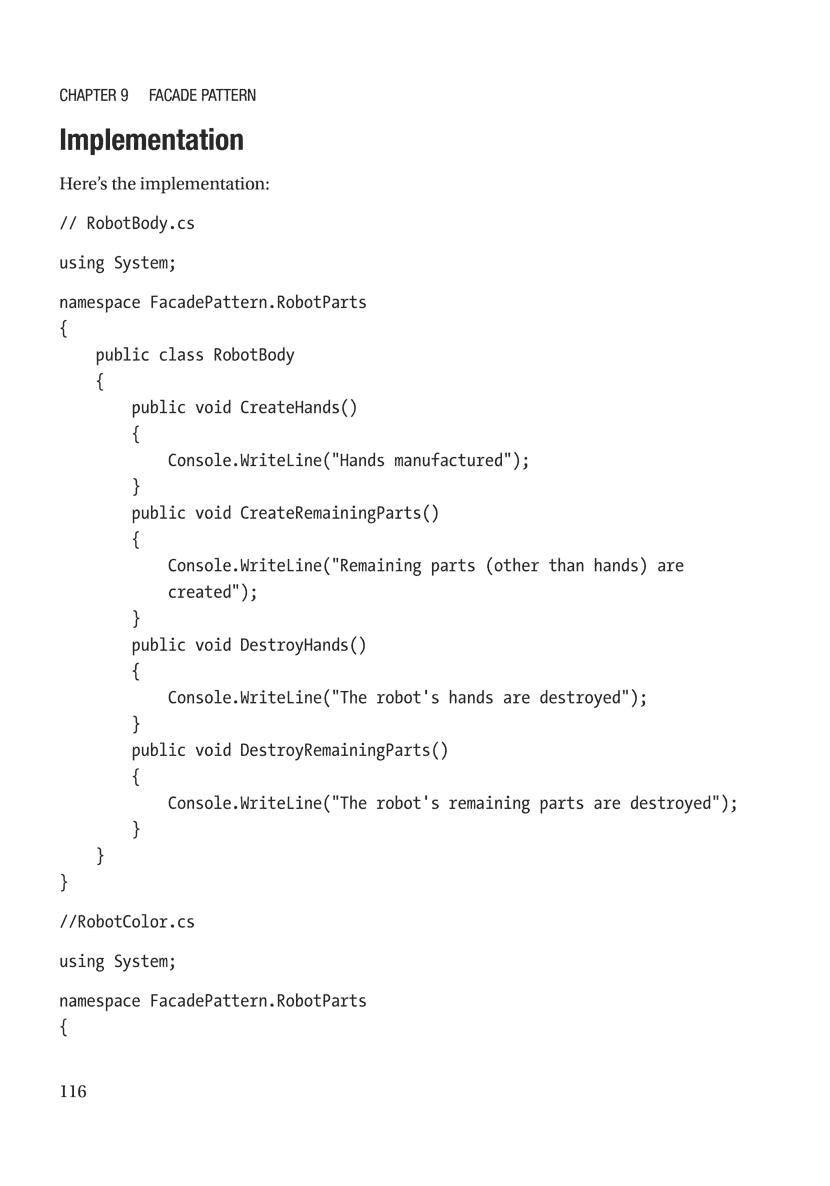 CHAPTER 9 FACADE PATTERN
Implementation
Here’s the implementation:
// RobotBody.cs
using System;
namespace FacadePattern.RobotParts
{
    public class RobotBody
    {
        public void CreateHands()
        {
            Console.WriteLine("Hands manufactured");
        }
        public void CreateRemainingParts()
        {
            Console.WriteLine("Remaining parts (other than hands) are
            created");
        }
        public void DestroyHands()
        {
            Console.WriteLine("The robot's hands are destroyed");
        }
        public void DestroyRemainingParts()
        {
            Console.WriteLine("The robot's remaining parts are destroyed");
        }
    }
}
//RobotColor.cs
using System;
namespace FacadePattern.RobotParts
{
116